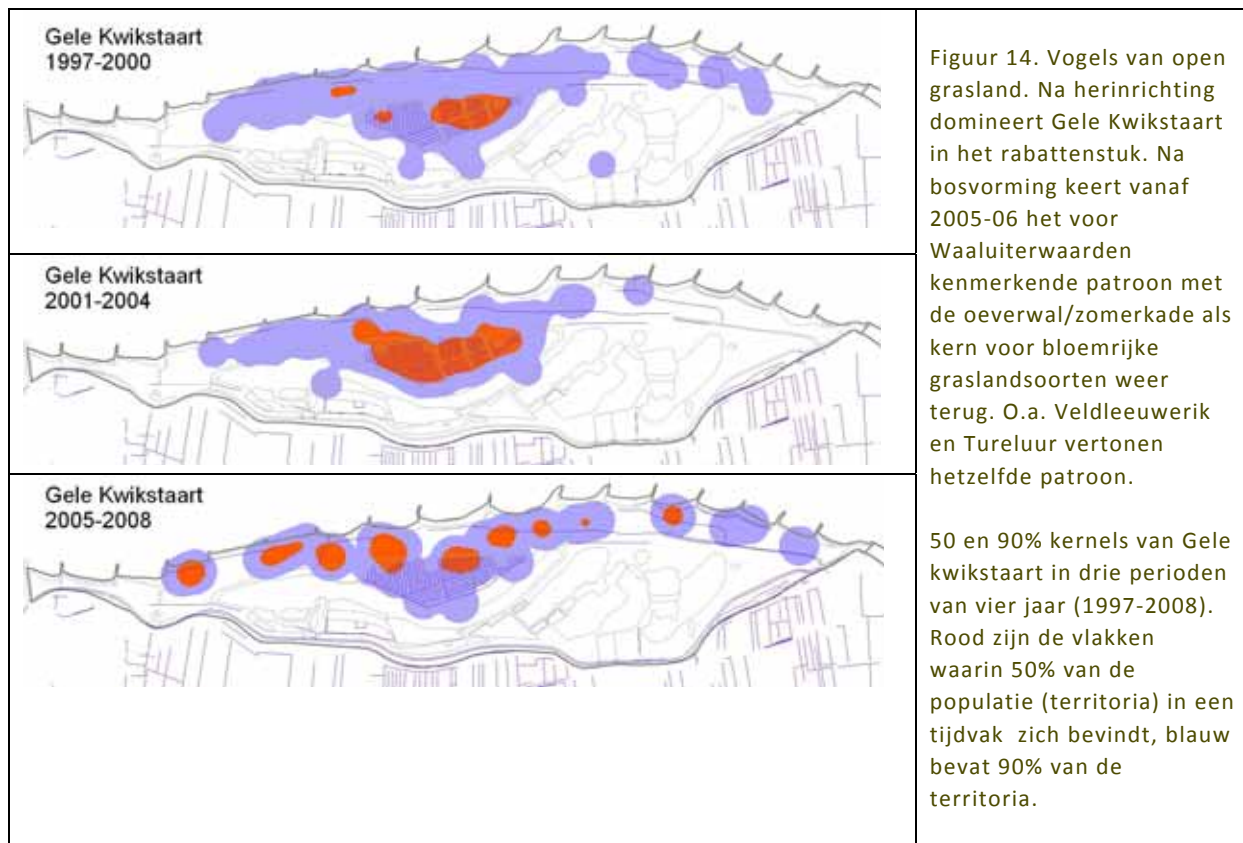 Gele Kwikstaart
1997-2000
Gele Kwikstaart
2001-2004
Gele Kwikstaart
2005-2008
Figuur 14. Vogels van open
grasland. Na herinrichting
domineert Gele Kwikstaart
in het rabattenstuk. Na
bosvorming keert vanaf
2005-06 het voor
Waaluiterwaarden
kenmerkende patroon met
de oeverwal/zomerkade als
kern voor bloemrijke
graslandsoorten weer
terug. O.a. Veldleeuwerik
en Tureluur vertonen
hetzelfde patroon.
50 en 90% kernels van Gele
kwikstaart in drie perioden
van vier jaar (1997-2008).
Rood zijn de vlakken
waarin 50% van de
populatie (territoria) in een
tijdvak zich bevindt, blauw
bevat 90% van de
territoria.